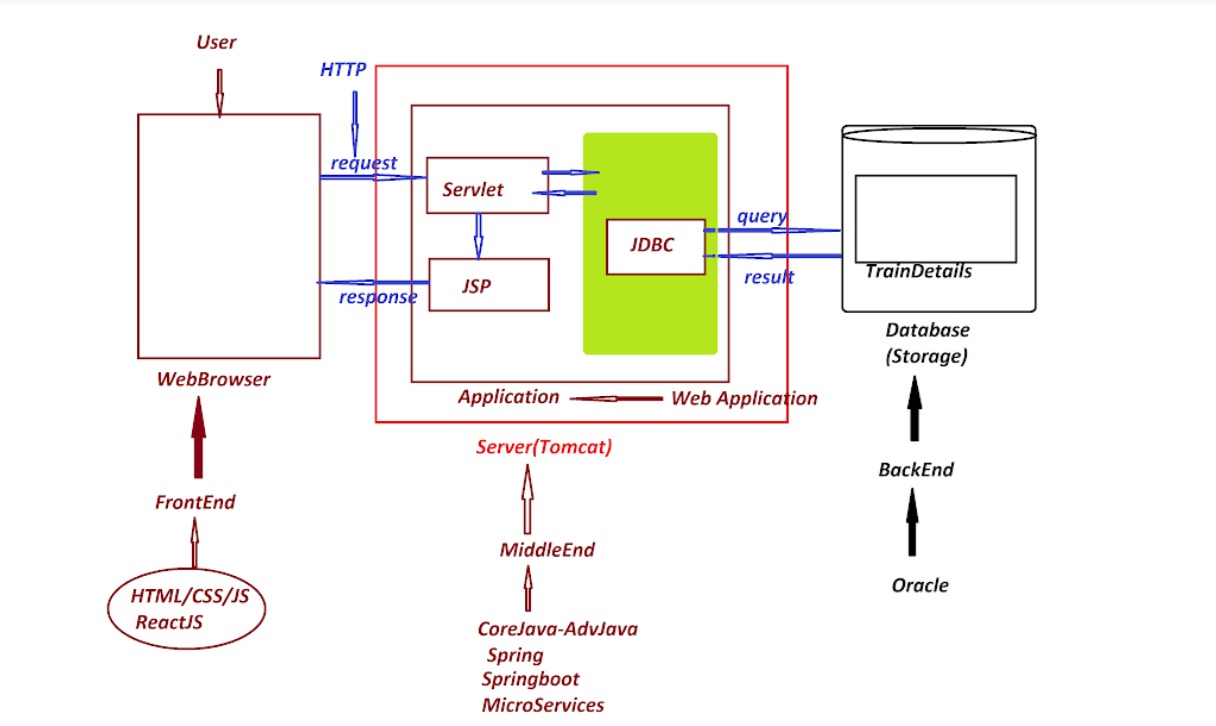 User
HTTP
request
Servlet
JDBC
query
TrainDetails
JSP
result
response
Database
(Storage)
WebBrowser
Application
Web Application
Server(Tomcat)
BackEnd
FrontEnd
MiddleEnd
Oracle
HTML/CSS/JS
ReactJS
CoreJava-AdvJava
Spring
Springboot
MicroServices